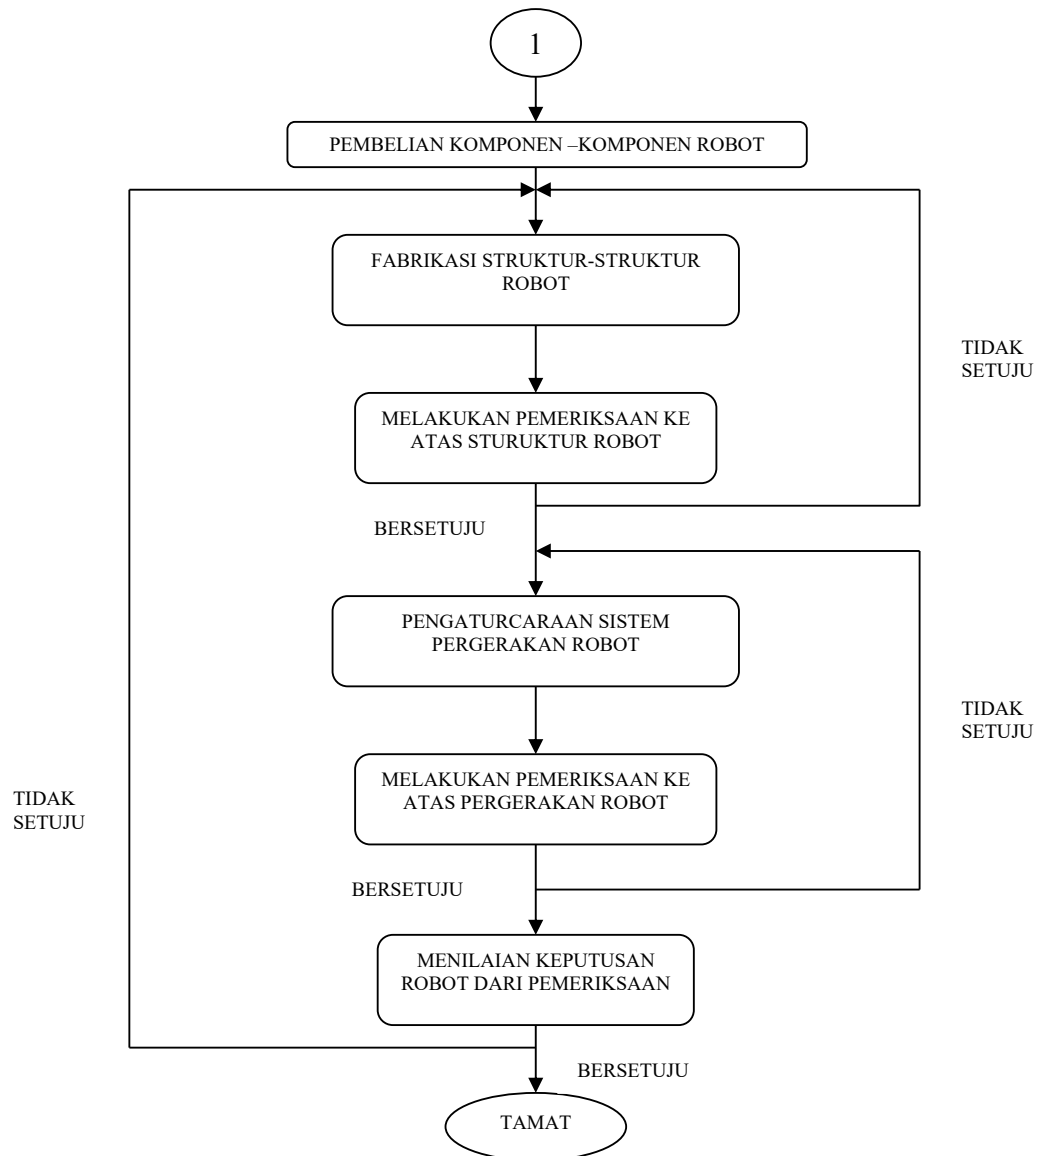 1
PEMBELIAN KOMPONEN –KOMPONEN ROBOT
FABRIKASI STRUKTUR-STRUKTUR
ROBOT
TIDAK
SETUJU
MELAKUKAN PEMERIKSAAN KE
ATAS STURUKTUR ROBOT
BERSETUJU
PENGATURCARAAN SISTEM
PERGERAKAN ROBOT
TIDAK
SETUJU
MELAKUKAN PEMERIKSAAN KE
ATAS PERGERAKAN ROBOT
TIDAK
SETUJU
BERSETUJU
MENILAIAN KEPUTUSAN
ROBOT DARI PEMERIKSAAN
BERSETUJU
TAMAT